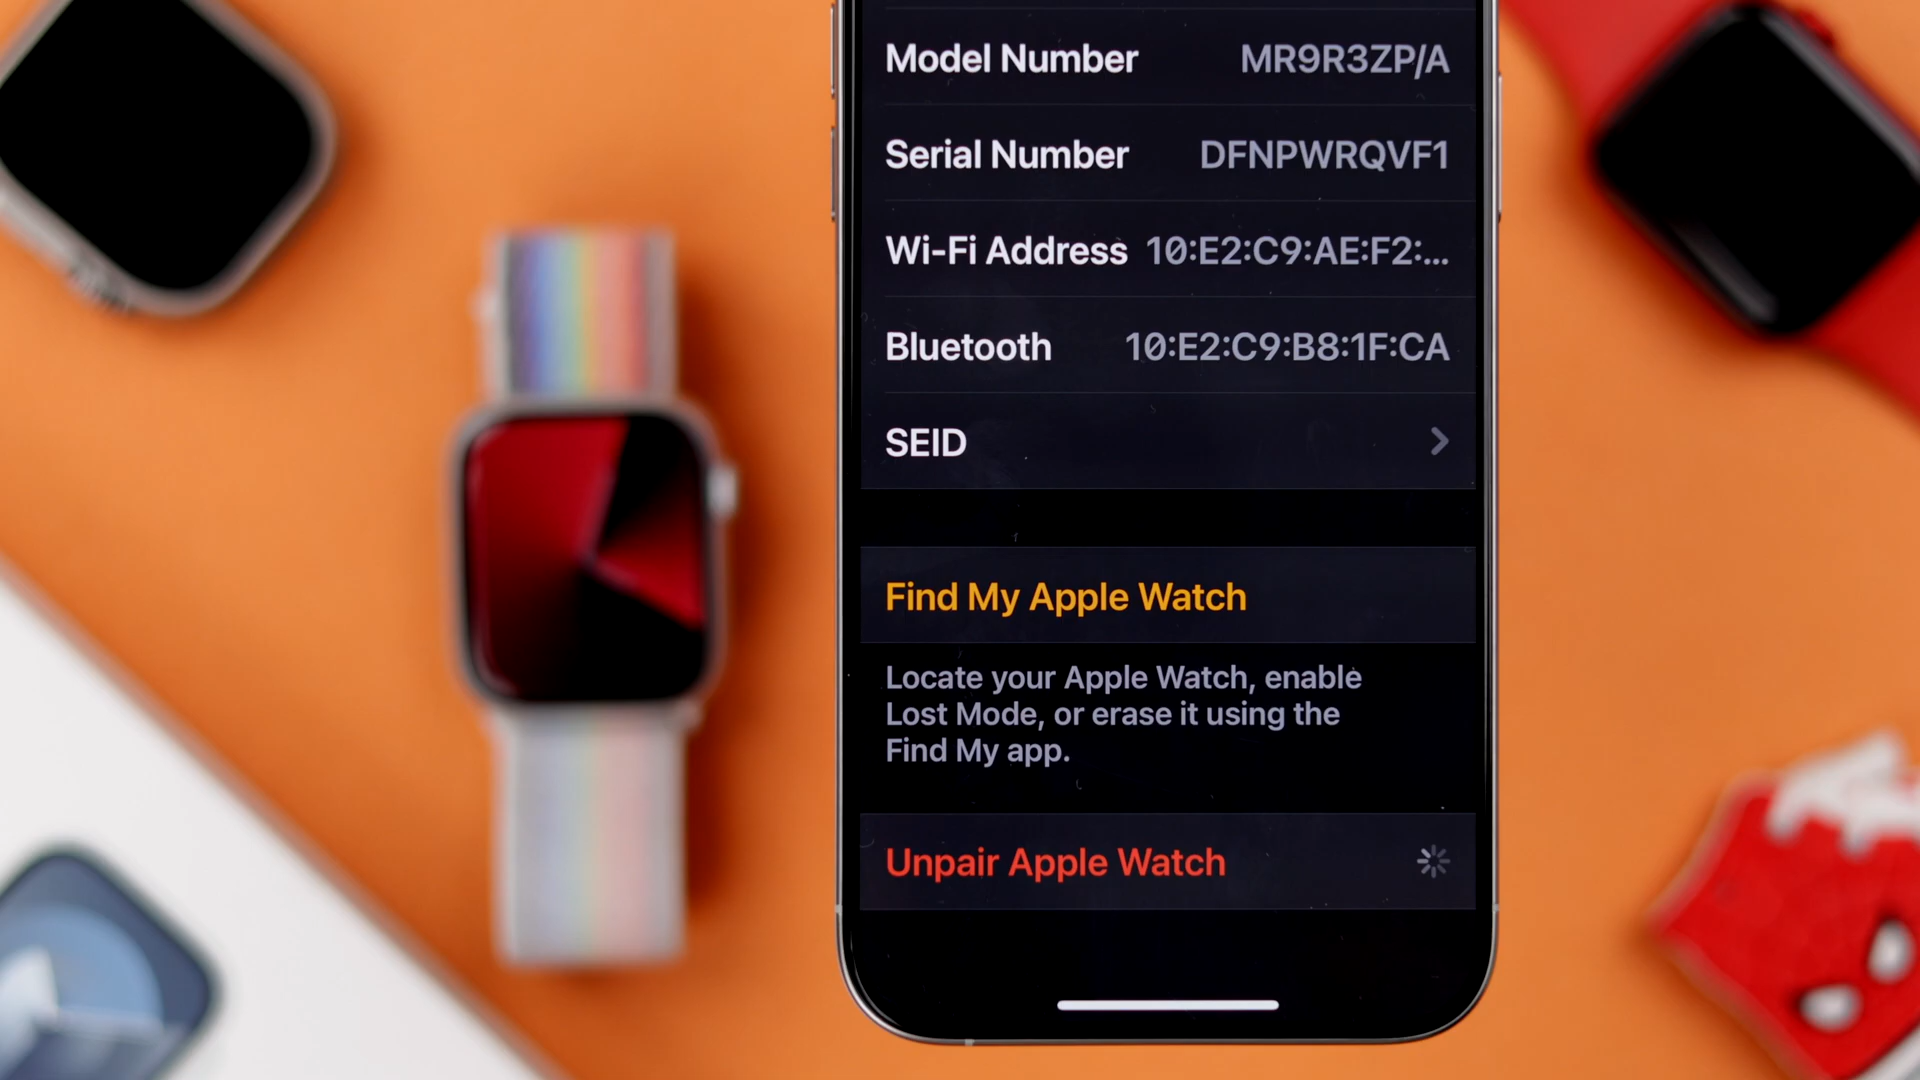 Model Number MR9R3ZP/A
Serial Number DFNPWRQVF1
Wi-Fi Address 10:E2:C9:AE:F2:...
Bluetooth 10:E2:C9:B8:1F:CA
SEID
Find My Apple Watch
Locate your Apple Watch, enable
Lost Mode, or erase it using the
Find My app.
Unpair Apple Watch